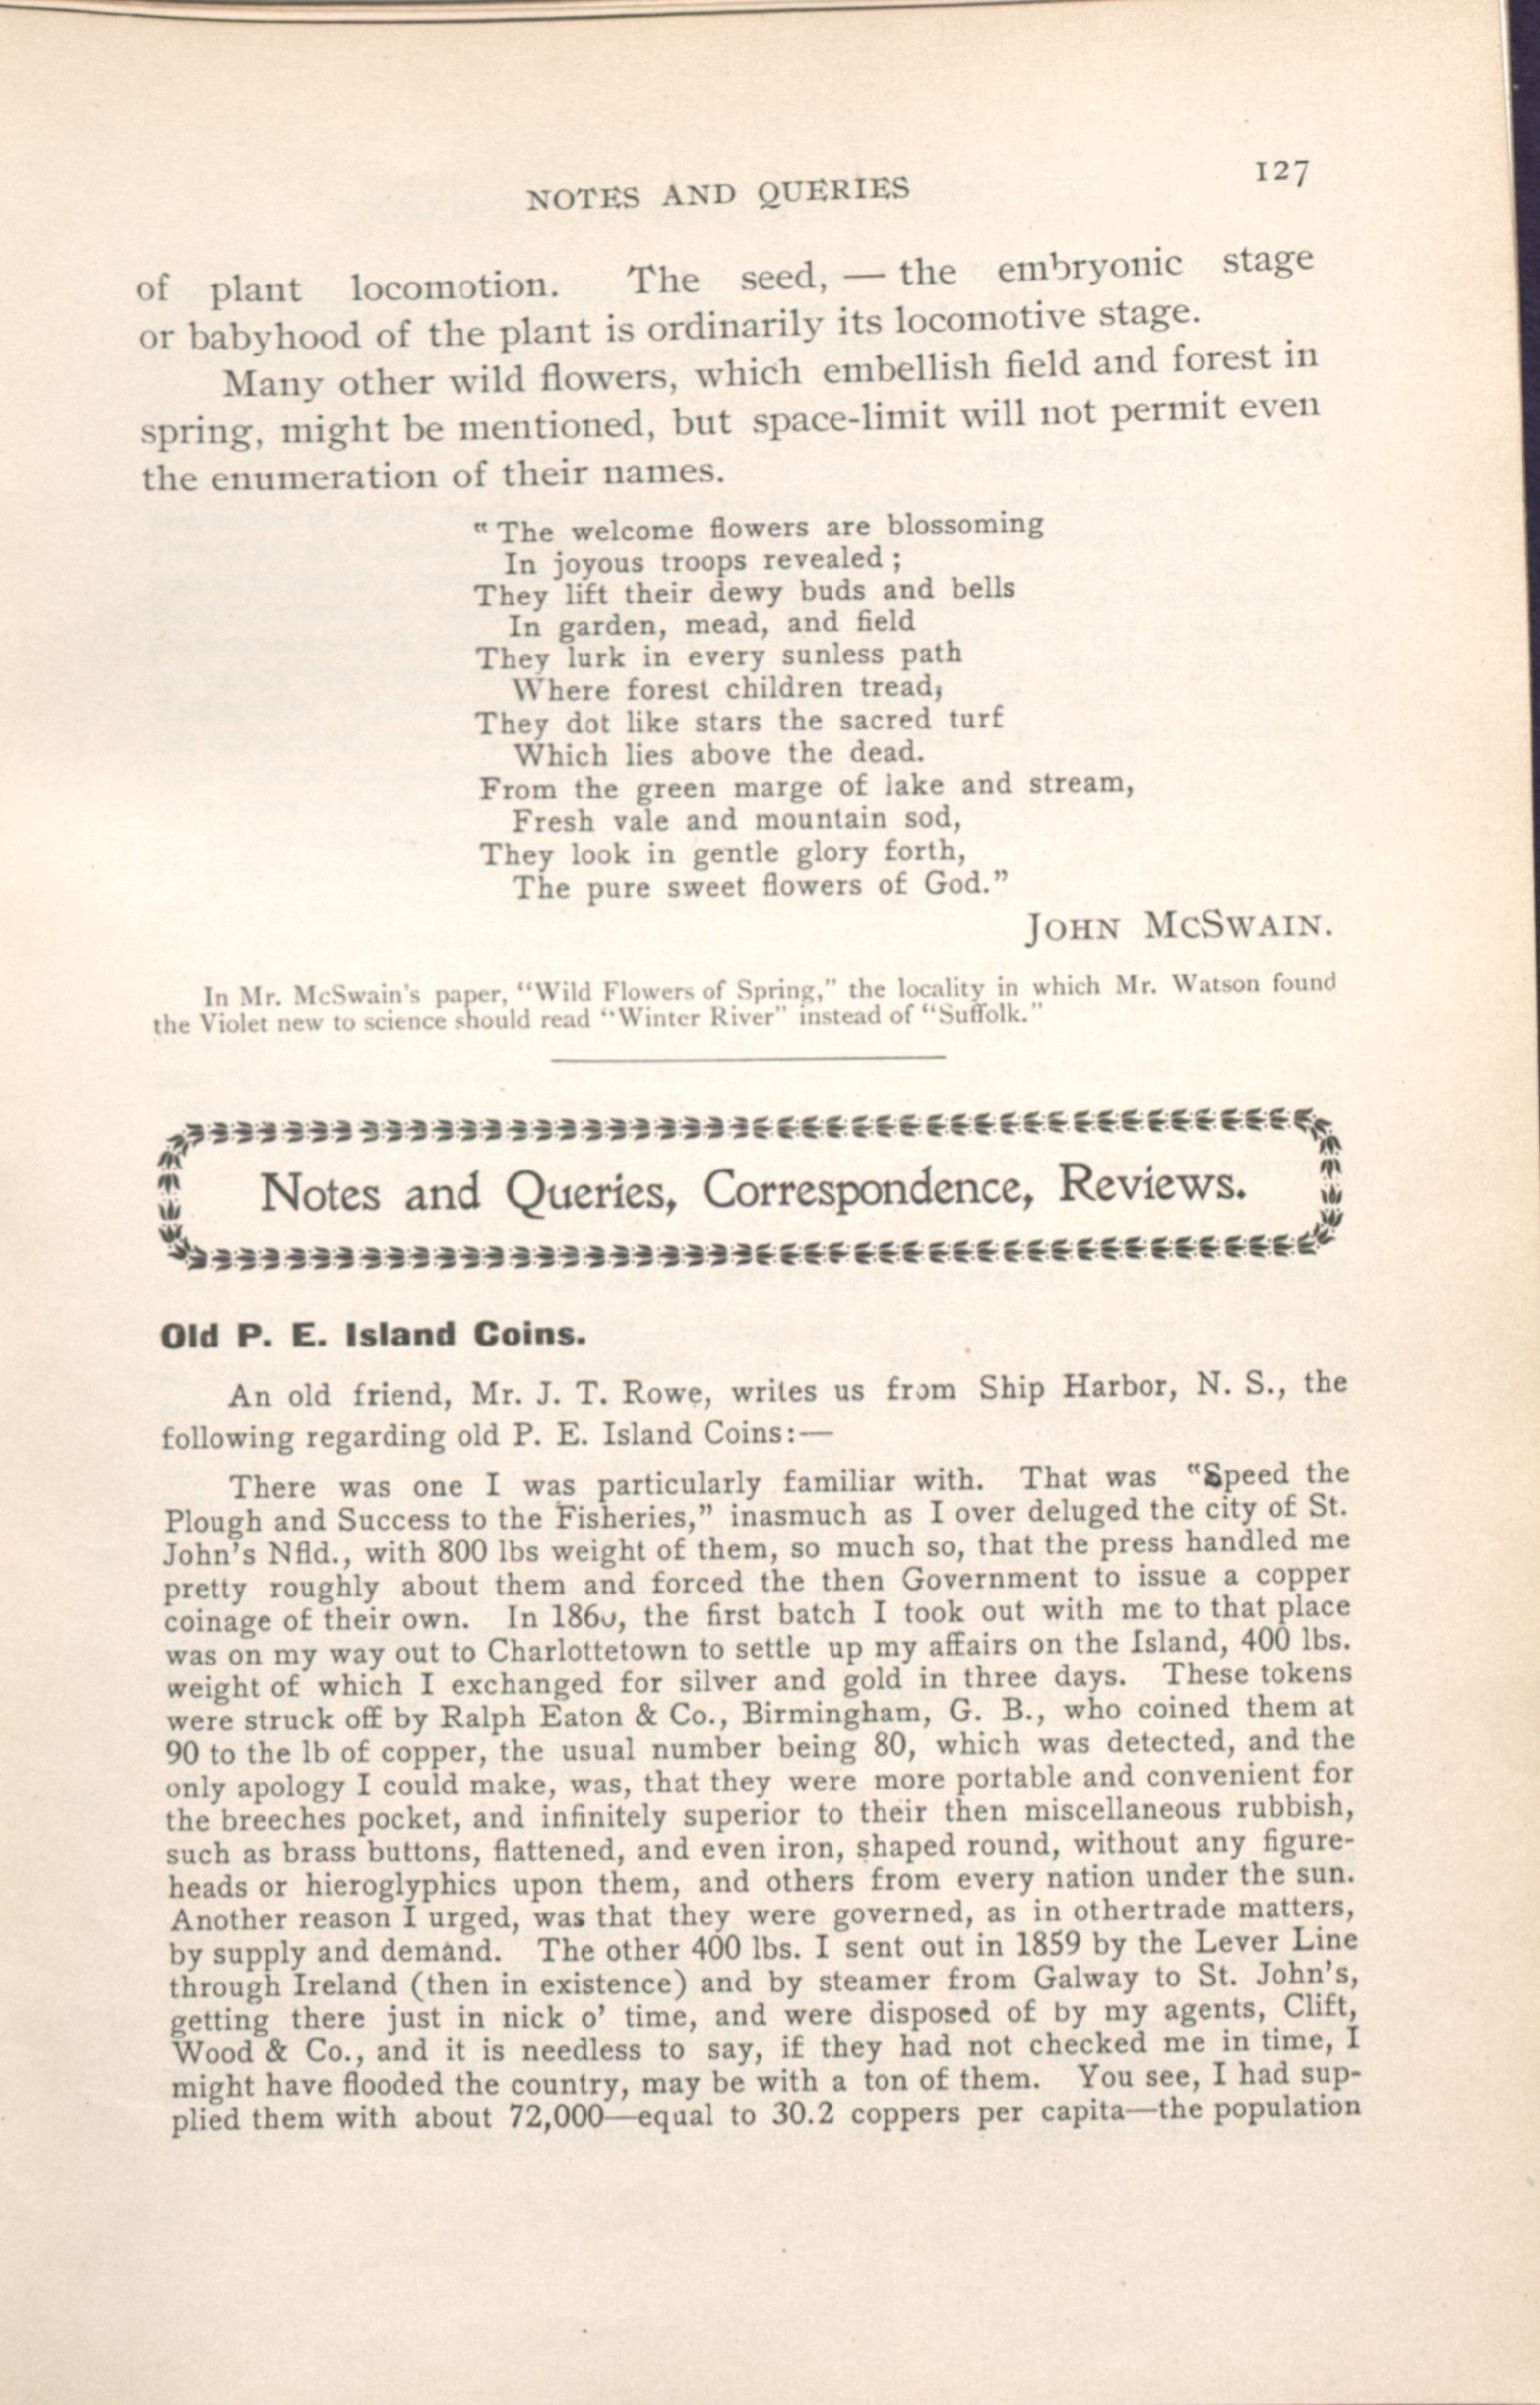 NOTES AND QUERIES 127
of plant locomotion. The seed, — the embryonic stage
or babyhood of the plant is ordinarily its locomotive stage.
Many other wild flowers, which embellish field and forest in
spring, might be mentioned, but space-limit will not permit even
the enumeration of their names.
"The welcome flowers are blossoming
In joyous troops revealed;
They lift their dewy buds and bells
In garden, mead, and field
They lurk in every sunless path
Where forest children tread,
They dot like stars the sacred turf
Which lies above the dead.
From the green marge of lake and stream,
Fresh vale and mountain sod,
They look in gentle glory forth,
The pure sweet flowers of God."
JOHN MCSWAIN.
In Mr. McSwain's paper, "Wild Flowers of Spring," the locality in which Mr. Watson found
the Violet new to science should read "Winter River" instead of "Suffolk."
Notes and Queries, Correspondence, Reviews.
Old P. E. Island Coins.
An old friend, Mr. J. T. Rowe, writes us from Ship Harbor, N. S., the
following regarding old P. E. Island Coins:—
There was one I was particularly familiar with. That was "Speed the
Plough and Success to the Fisheries," inasmuch as I over deluged the city of St.
John's Nfld., with 800 lbs weight of them, so much so, that the press handled me
pretty roughly about them and forced the then Government to issue a copper
coinage of their own. In 1860, the first batch I took out with me to that place
was on my way out to Charlottetown to settle up my affairs on the Island, 400 lbs.
weight of which I exchanged for silver and gold in three days. These tokens
were struck off by Ralph Eaton & Co., Birmingham, G. B., who coined them at
90 to the lb of copper, the usual number being 80, which was detected, and the
only apology I could make, was, that they were more portable and convenient for
the breeches pocket, and infinitely superior to their then miscellaneous rubbish,
such as brass buttons, flattened, and even iron, shaped round, without any figure-
heads or hieroglyphics upon them, and others from every nation under the sun.
Another reason I urged, was that they were governed, as in othertrade matters,
by supply and demand. The other 400 lbs. I sent out in 1859 by the Lever Line
through Ireland (then in existence) and by steamer from Galway to St. John's,
getting there just in nick o' time, and were disposed of by my agents, Clift,
Wood & Co., and it is needless to say, if they had not checked me in time, I
might have flooded the country, may be with a ton of them. You see, I had sup-
plied them with about 72,000—equal to 30.2 coppers per capita—the population